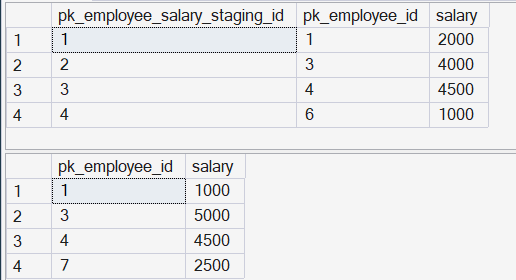 pk_employee_salary_staging_id pk_employee_id salary
1 1 1 2000
2 2 3 4000
3 3 4 4500
4 4 6 1000
pk_employee_id salary
1 1 1000
2 3 5000
3 4 4500
4 7 2500